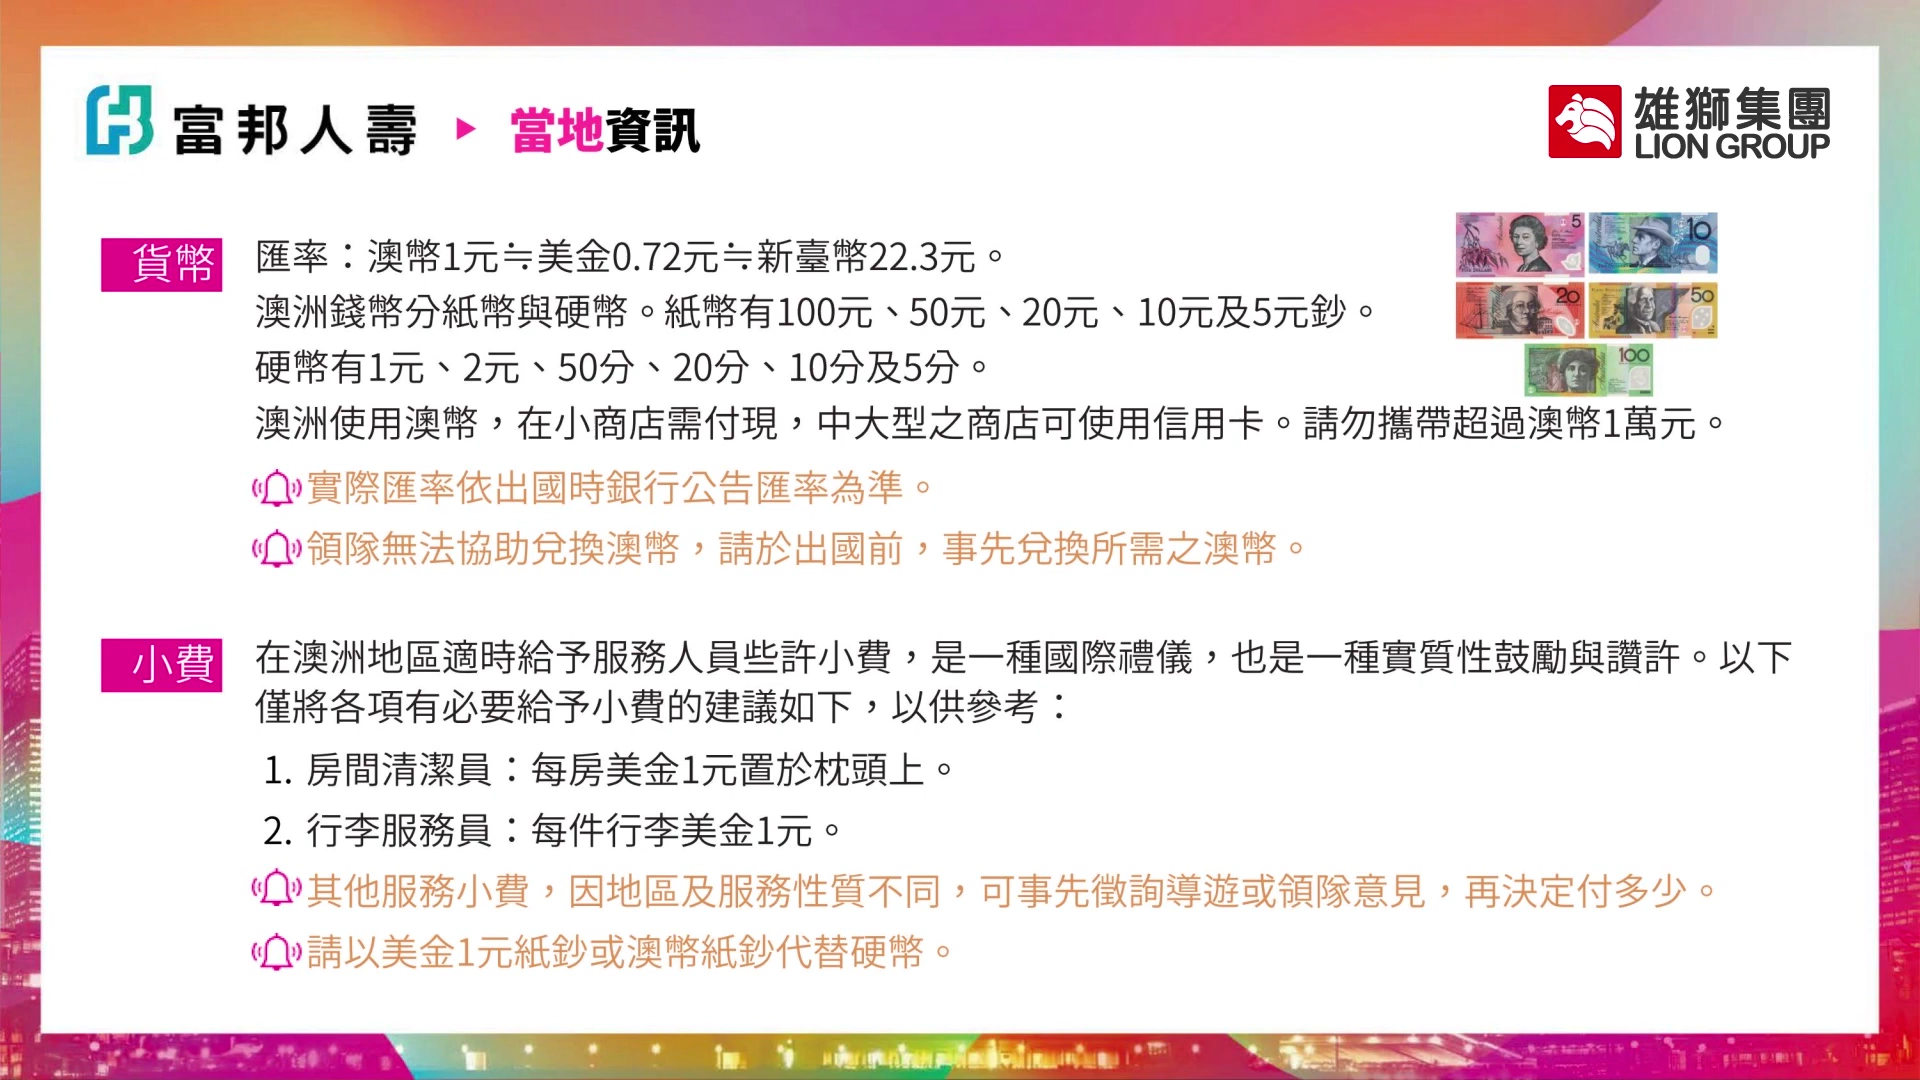 富邦人壽 ▶ 當地資訊
雄獅集團
LION GROUP
貨幣
匯率：澳幣1元≒美金0.72元≒新臺幣22.3元。
澳洲錢幣分紙幣與硬幣。紙幣有100元、50元、20元、10元及5元鈔。
硬幣有1元、2元、50分、20分、10分及5分。
澳洲使用澳幣，在小商店需付現，中大型之商店可使用信用卡。請勿攜帶超過澳幣1萬元。
實際匯率依出國時銀行公告匯率為準。
領隊無法協助兌換澳幣，請於出國前，事先兌換所需之澳幣。
5
10
20
50
100
小費
在澳洲地區適時給予服務人員些許小費，是一種國際禮儀，也是一種實質性鼓勵與讚許。以下
僅將各項有必要給予小費的建議如下，以供參考：
1. 房間清潔員：每房美金1元置於枕頭上。
2. 行李服務員：每件行李美金1元。
其他服務小費，因地區及服務性質不同，可事先徵詢導遊或領隊意見，再決定付多少。
請以美金1元紙鈔或澳幣紙鈔代替硬幣。